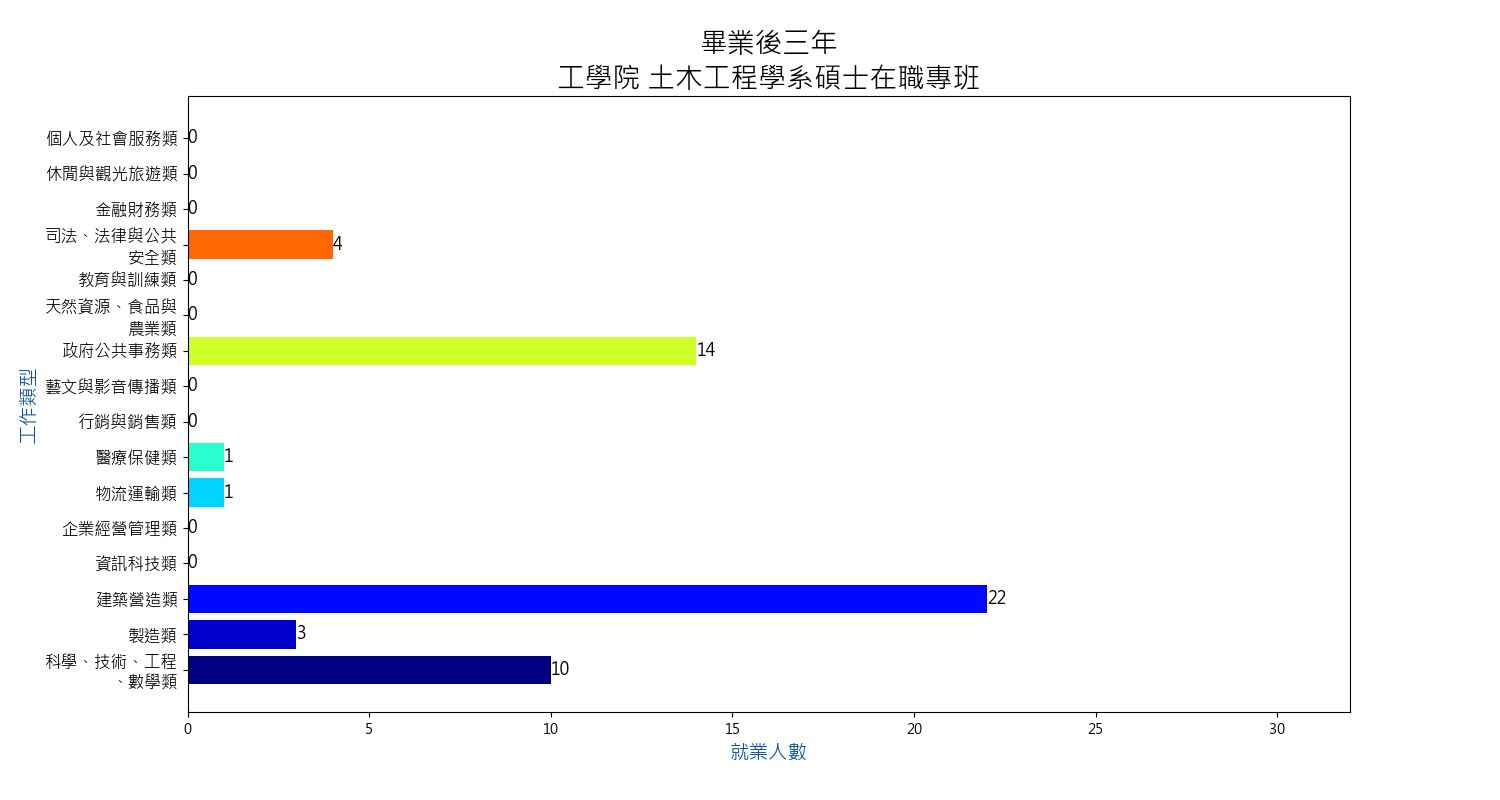 畢業後三年
工學院 土木工程學系碩士在職專班
個人及社會服務類 0
休閒與觀光旅遊類 0
金融財務類 0
司法、法律與公共
安全類 4
教育與訓練類 0
天然資源、食品與
農業類 0
政府公共事務類 14
藝文與影音傳播類 0
行銷與銷售類 0
醫療保健類 1
物流運輸類 1
企業經營管理類 0
資訊科技類 0
建築營造類 22
製造類 3
科學、技術、工程
、數學類 10
工作類型
0 5 10 15 20 25 30
就業人數